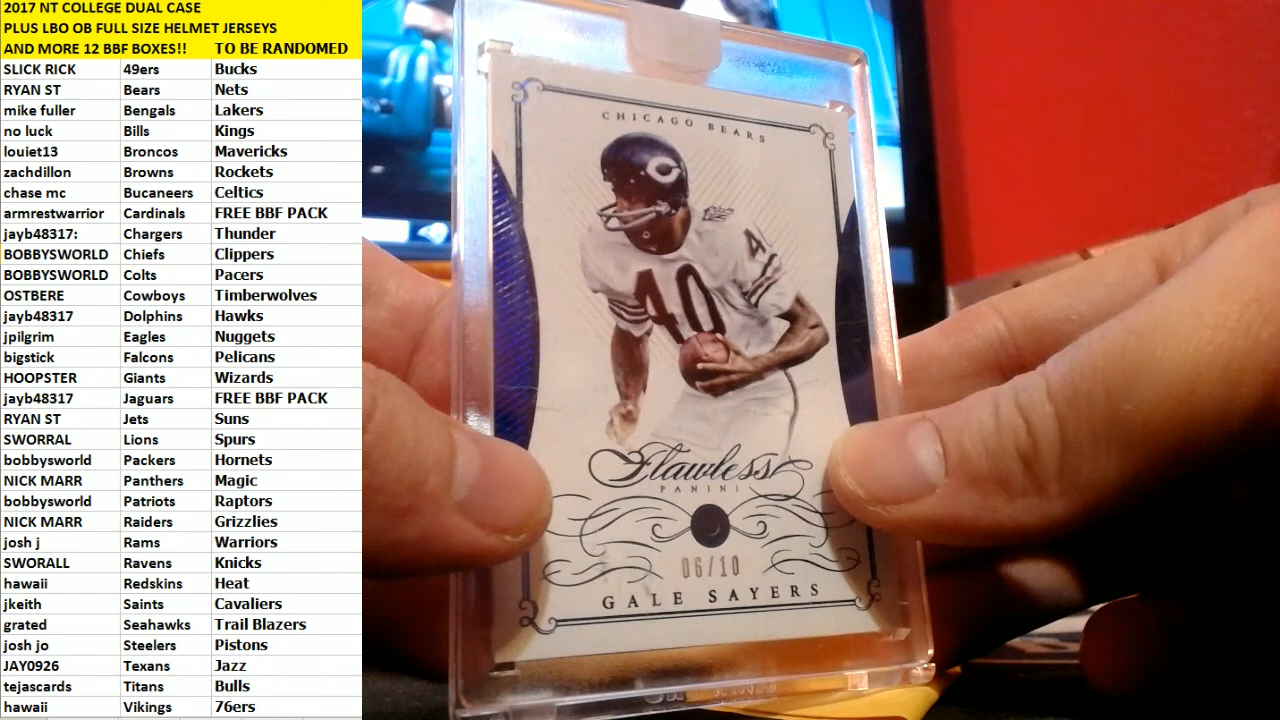 2017 NT COLLEGE DUAL CASE
PLUS LBO OB FULL SIZE HELMET JERSEYS
AND MORE 12 BBF BOXES!! TO BE RANDOMED
SLICK RICK 49ers Bucks
RYAN ST Bears Nets
mike fuller Bengals Lakers
no luck Bills Kings
louiet13 Broncos Mavericks
zachdillon Browns Rockets
chase mc Bucaneers Celtics
armrestwarrior Cardinals FREE BBF PACK
jayb48317: Chargers Thunder
BOBBYSWORLD Chiefs Clippers
BOBBYSWORLD Colts Pacers
OSTBERE Cowboys Timberwolves
jayb48317 Dolphins Hawks
jpilgrim Eagles Nuggets
bigstick Falcons Pelicans
HOOPSTER Giants Wizards
jayb48317 Jaguars FREE BBF PACK
RYAN ST Jets Suns
SWORRAL Lions Spurs
bobbysworld Packers Hornets
NICK MARR Panthers Magic
bobbysworld Patriots Raptors
NICK MARR Raiders Grizzlies
josh j Rams Warriors
SWORALL Ravens Knicks
hawaii Redskins Heat
jkeith Saints Cavaliers
grated Seahawks Trail Blazers
josh jo Steelers Pistons
JAY0926 Texans Jazz
tejascards Titans Bulls
hawaii Vikings 76ers
CHICAGO BEARS
C
4
40
Flawless
PANINI
06/10
GALE SAYERS